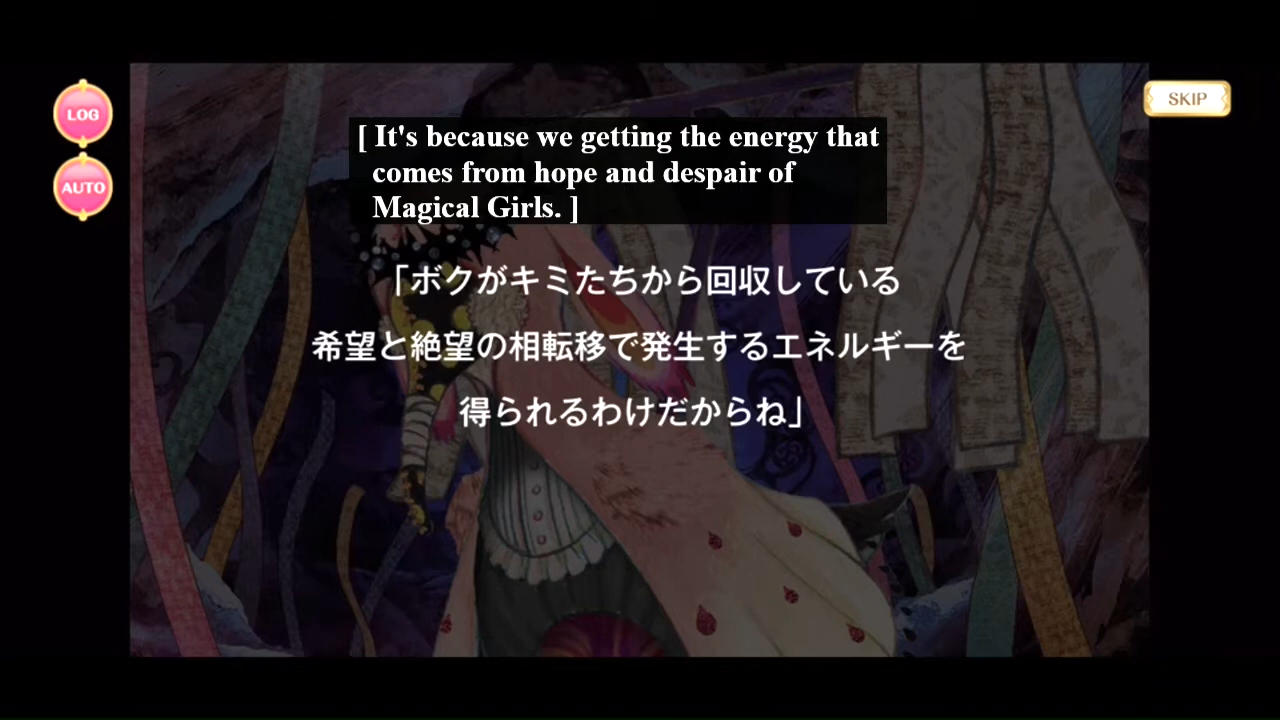 LOG
SKIP
AUTO
[ It's because we getting the energy that
comes from hope and despair of
Magical Girls. ]
「ボクがキミたちから回収している
希望と絶望の相転移で発生するエネルギーを
得られるわけだからね」